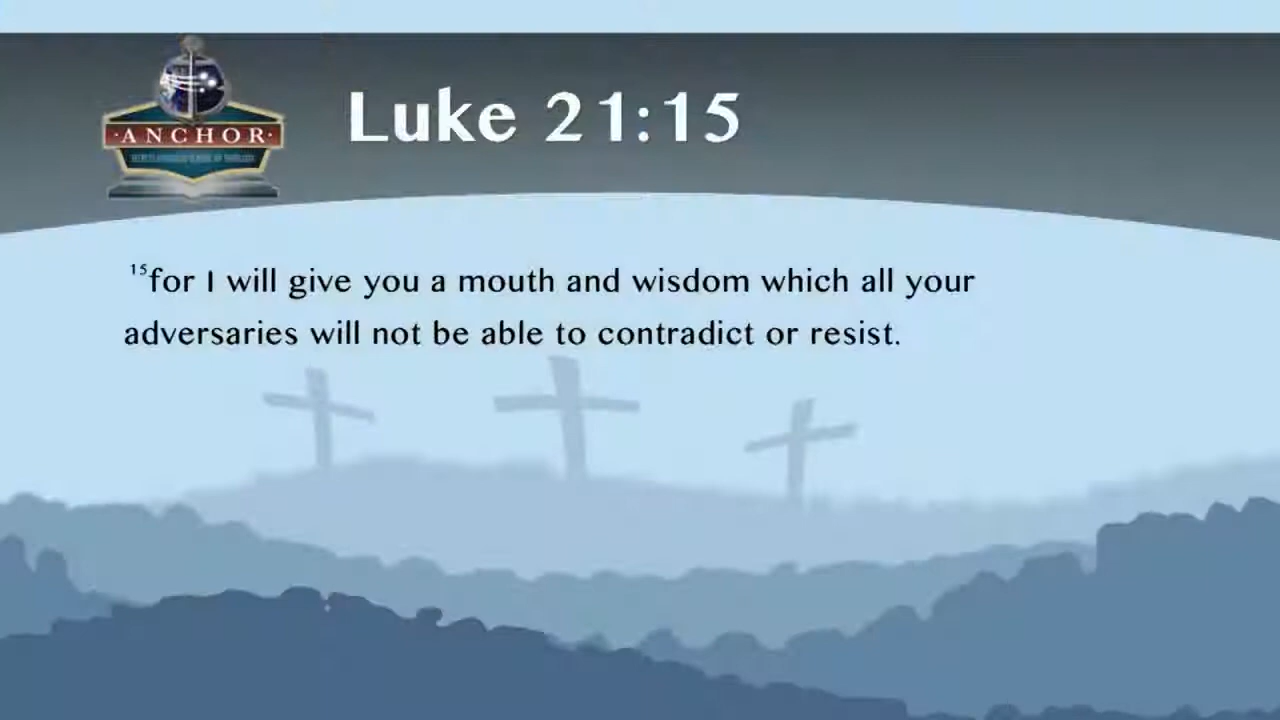 Luke 21:15
·ANCHOR·
¹⁵for I will give you a mouth and wisdom which all your
adversaries will not be able to contradict or resist.